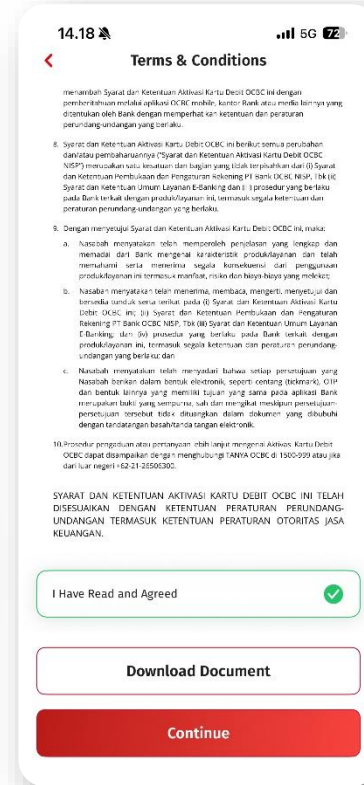 14.18
5G 72
Terms & Conditions
menambah Syarat dan Ketentuan Aktivasi Kartu Debit OCBC ini dengan
pemberitahuan melalui aplikasi OCBC mobile, kantor Bank atau media lainnya yang
ditentukan oleh Bank dengan memperhatikan ketentuan dan peraturan
perundang-undangan yang berlaku.
8. Syarat dan Ketentuan Aktivasi Kartu Debit OCBC ini berikut semua perubahan
dan/atau pembaharuannya ("Syarat dan Ketentuan Aktivasi Kartu Debit OCBC
NISP") merupakan satu kesatuan dan bagian yang tidak terpisahkan dari (i) Syarat
dan Ketentuan Pembukaan dan Pengaturan Rekening PT Bank OCBC NISP, Tbk (ii)
Syarat dan Ketentuan Umum Layanan E-Banking dan (iii) prosedur yang berlaku
pada Bank terkait dengan produk/layanan ini, termasuk segala ketentuan dan
peraturan perundang-undangan yang berlaku.
9. Dengan menyetujui Syarat dan Ketentuan Aktivasi Kartu Debit OCBC ini, maka:
a. Nasabah menyatakan telah memperoleh penjelasan yang lengkap dan
memadai dari Bank mengenai karakteristik produk/layanan dan telah
memahami serta menerima segala konsekuensi dari penggunaan
produk/layanan ini termasuk manfaat, risiko dan biaya-biaya yang melekat;
b. Nasabah menyatakan telah menerima, membaca, mengerti, menyetujui dan
bersedia tunduk serta terikat pada (i) Syarat dan Ketentuan Aktivasi Kartu
Debit OCBC ini; (ii) Syarat dan Ketentuan Pembukaan dan Pengaturan
Rekening PT Bank OCBC NISP, Tbk (iii) Syarat dan Ketentuan Umum Layanan
E-Banking; dan (iv) prosedur yang berlaku pada Bank terkait dengan
produk/layanan ini, termasuk segala ketentuan dan peraturan perundang-
undangan yang berlaku; dan
c. Nasabah menyatakan telah menyadari bahwa setiap persetujuan yang
Nasabah berikan dalam bentuk elektronik, seperti centang (tickmark), OTP
dan bentuk lainnya yang memiliki tujuan yang sama pada aplikasi Bank
merupakan bukti yang sempurna, sah dan mengikat meskipun persetujuan-
persetujuan tersebut tidak dituangkan dalam dokumen yang dibubuhi
dengan tandatangan basah/tanda tangan elektronik.
10.Prosedur pengaduan atau pertanyaan lebih lanjut mengenai Aktivasi Kartu Debit
OCBC dapat disampaikan dengan menghubungi TANYA OCBC di 1500-999 atau jika
dari luar negeri +62-21-26506300.
SYARAT DAN KETENTUAN AKTIVASI KARTU DEBIT OCBC INI TELAH
DISESUAIKAN DENGAN KETENTUAN PERATURAN PERUNDANG-
UNDANGAN TERMASUK KETENTUAN PERATURAN OTORITAS JASA
KEUANGAN.
I Have Read and Agreed
Download Document
Continue